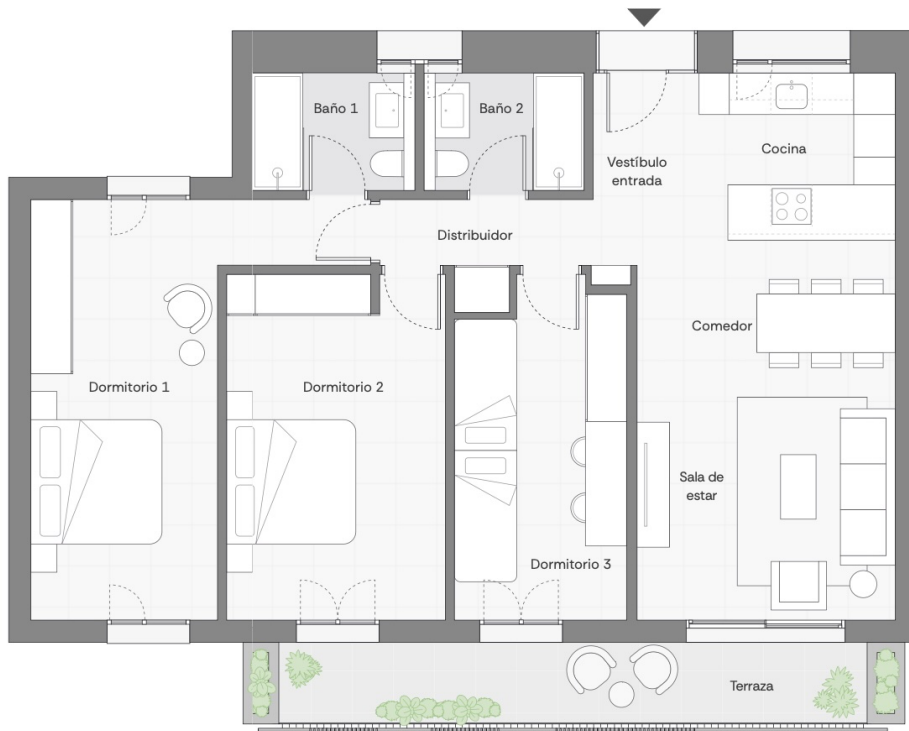 Baño 1
Baño 2
Vestíbulo
entrada
Cocina
Distribuidor
Comedor
Dormitorio 1
Dormitorio 2
Sala de
estar
Dormitorio 3
Terraza